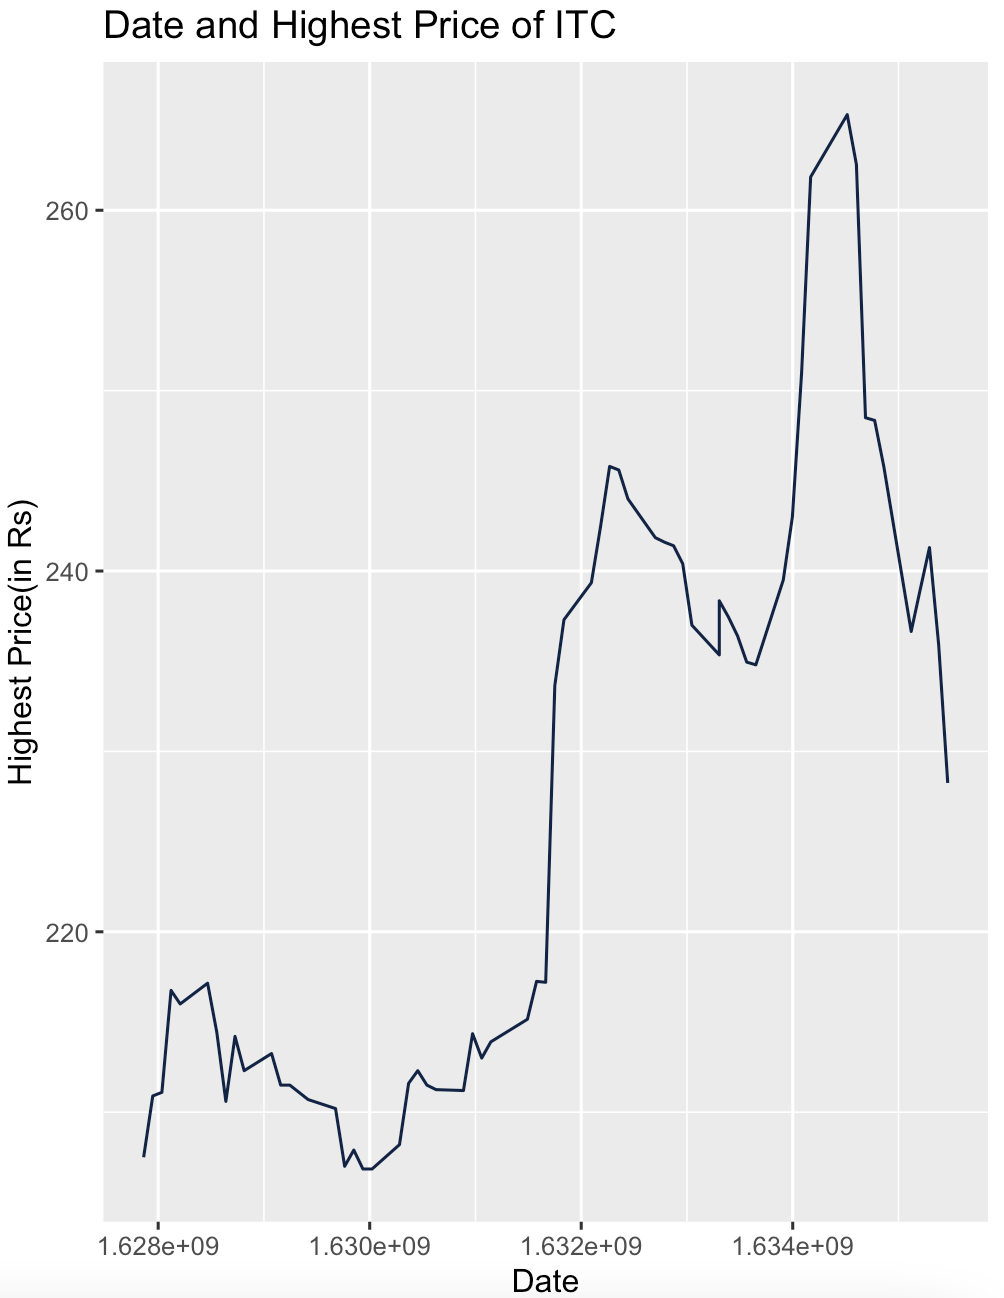 Date and Highest Price of ITC
Highest Price(in Rs)
260
240
220
1.628e+09 1.630e+09 1.632e+09 1.634e+09
Date